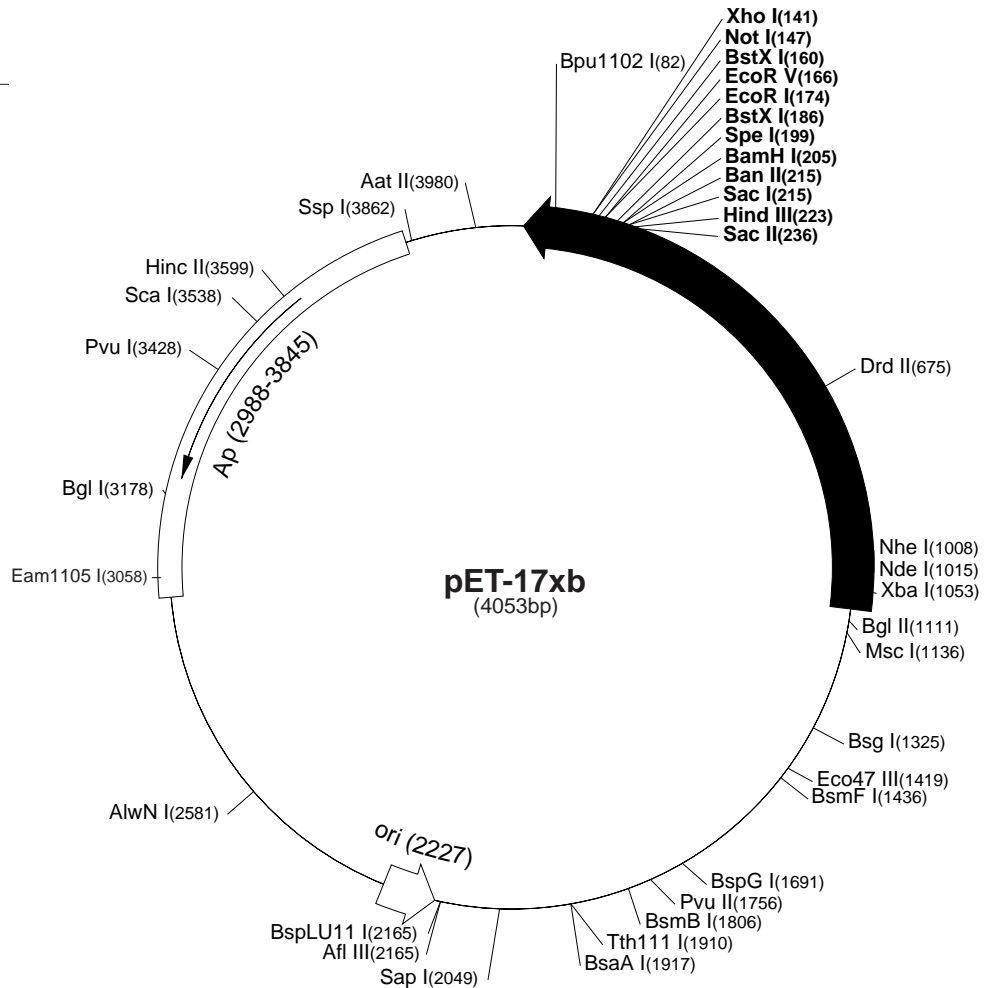 Xho I(141)
Not I(147)
BstX I(160)
EcoR V(166)
EcoR I(174)
BstX I(186)
Spe I(199)
BamH I(205)
Ban II(215)
Sac I(215)
Hind III(223)
Sac II(236)
Bpu1102 I(82)
Aat II(3980)
Ssp I(3862)
Hinc II(3599)
Sca I(3538)
Pvu I(3428)
Ap (2988-3845)
Bgl I(3178)
Eam1105 I(3058)
Drd II(675)
Nhe I(1008)
Nde I(1015)
Xba I(1053)
Bgl II(1111)
Msc I(1136)
pET-17xb
(4053bp)
Bsg I(1325)
Eco47 III(1419)
BsmF I(1436)
AlwN I(2581)
ori (2227)
BspG I(1691)
Pvu II(1756)
BsmB I(1806)
Tth111 I(1910)
BsaA I(1917)
BspLU11 I(2165)
Afl III(2165)
Sap I(2049)